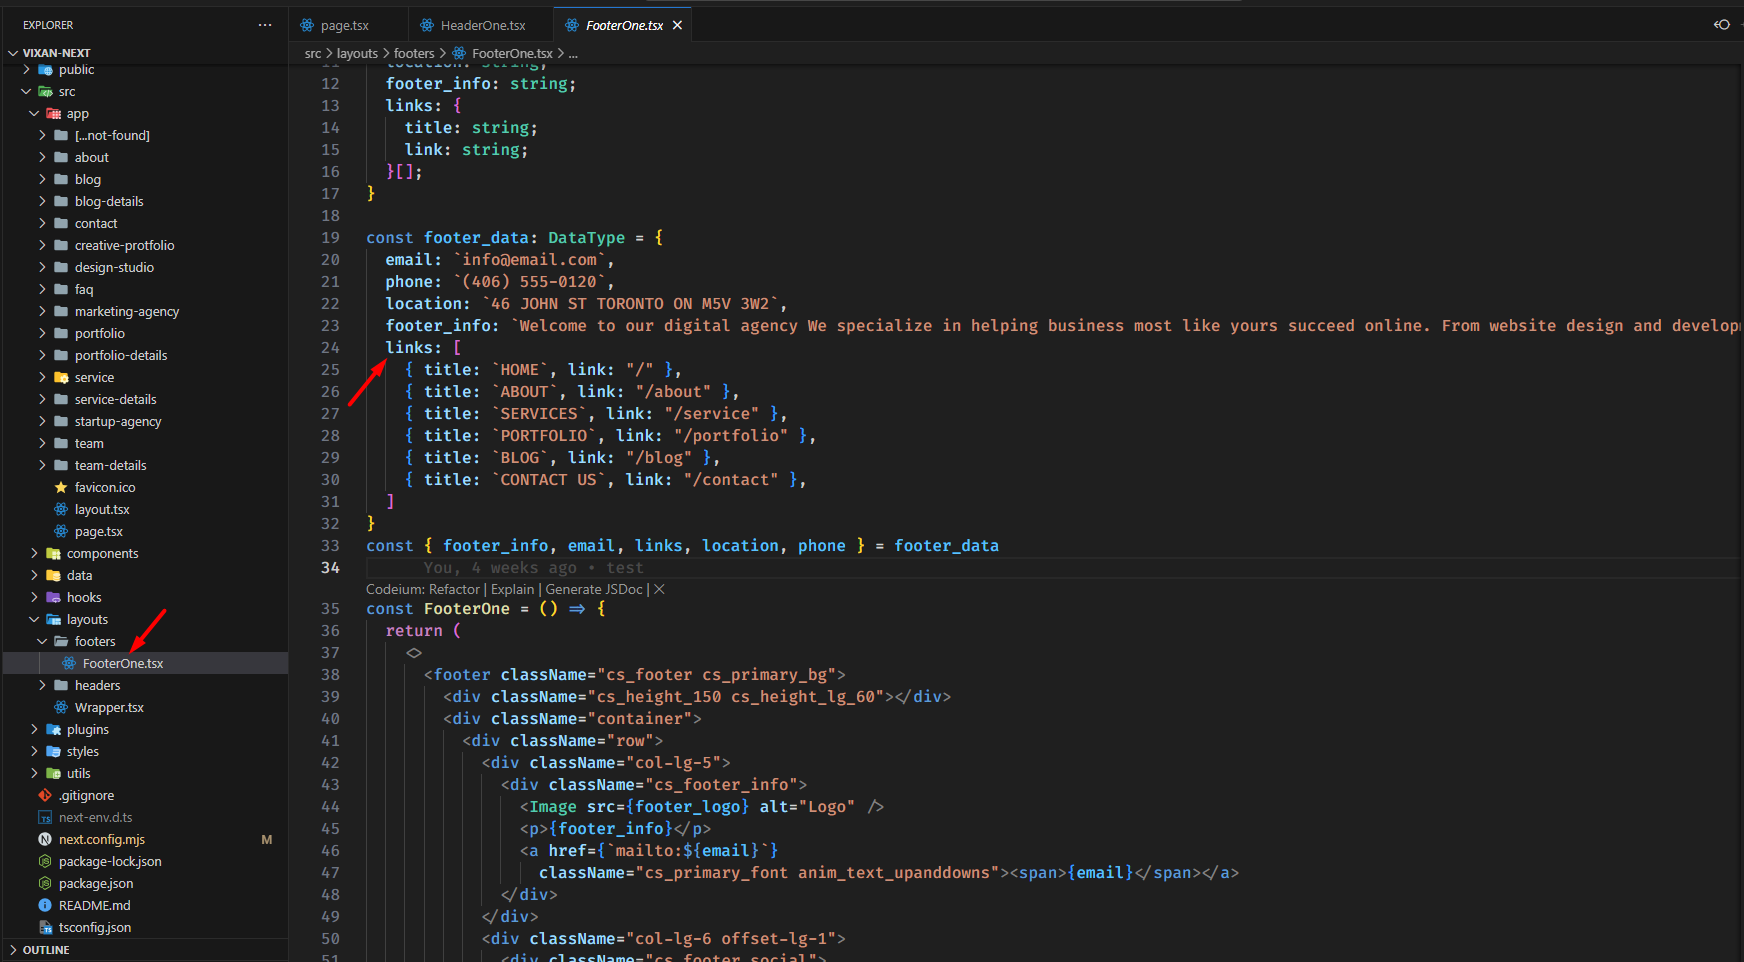 EXPLORER
···
page.tsx
HeaderOne.tsx
FooterOne.tsx
VIXAN-NEXT
src > layouts > footers > FooterOne.tsx > ...
public
src
app
[...not-found]
about
blog
blog-details
contact
creative-protfolio
design-studio
faq
marketing-agency
portfolio
portfolio-details
service
service-details
startup-agency
team
team-details
favicon.ico
layout.tsx
page.tsx
components
data
hooks
layouts
footers
FooterOne.tsx
headers
Wrapper.tsx
plugins
styles
utils
.gitignore
next-env.d.ts
next.config.mjs M
package-lock.json
package.json
README.md
tsconfig.json
OUTLINE
11 location: string;
12 footer_info: string;
13 links: {
14 title: string;
15 link: string;
16 }[];
17 }
18
19 const footer_data: DataType = {
20 email: `info@email.com`,
21 phone: `(406) 555-0120`,
22 location: `46 JOHN ST TORONTO ON M5V 3W2`,
23 footer_info: `Welcome to our digital agency We specialize in helping business most like yours succeed online. From website design and develop
24 links: [
25 { title: `HOME`, link: "/" },
26 { title: `ABOUT`, link: "/about" },
27 { title: `SERVICES`, link: "/service" },
28 { title: `PORTFOLIO`, link: "/portfolio" },
29 { title: `BLOG`, link: "/blog" },
30 { title: `CONTACT US`, link: "/contact" },
31 ]
32 }
33 const { footer_info, email, links, location, phone } = footer_data
34 You, 4 weeks ago • test
Codeium: Refactor | Explain | Generate JSDoc | ×
35 const FooterOne = () => {
36 return (
37 <>
38 <footer className="cs_footer cs_primary_bg">
39 <div className="cs_height_150 cs_height_lg_60"></div>
40 <div className="container">
41 <div className="row">
42 <div className="col-lg-5">
43 <div className="cs_footer_info">
44 <Image src={footer_logo} alt="Logo" />
45 <p>{footer_info}</p>
46 <a href={`mailto:${email}`}
47 className="cs_primary_font anim_text_upanddowns"><span>{email}</span></a>
48 </div>
49 </div>
50 <div className="col-lg-6 offset-lg-1">
51 <div className="cs_footer_social">